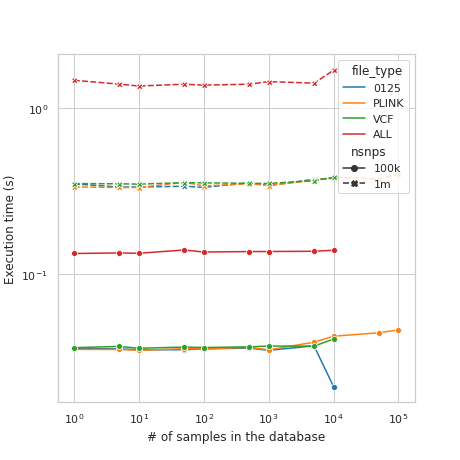 file_type
0125
PLINK
VCF
ALL
nsnps
100k
1m
10⁰
10⁻¹
Execution time (s)
10⁰ 10¹ 10² 10³ 10⁴ 10⁵
# of samples in the database